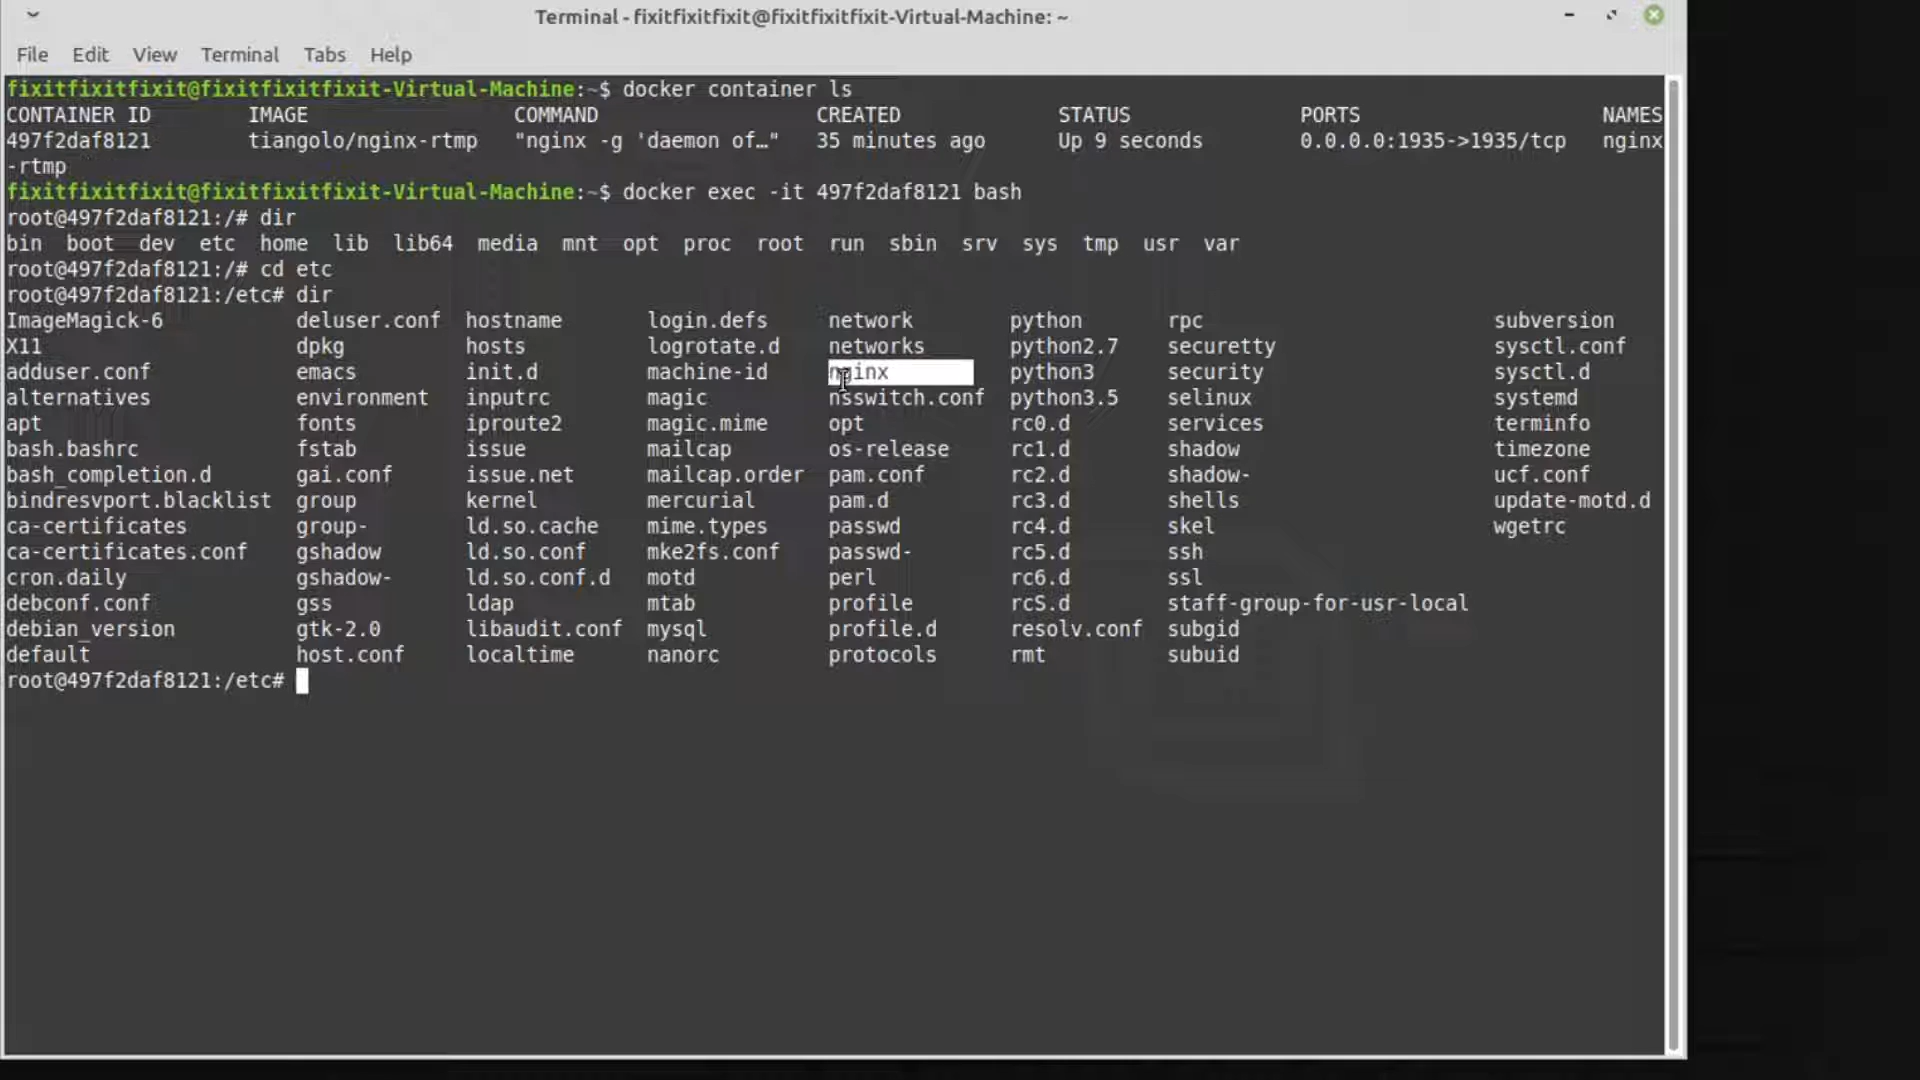 Terminal - fixitfixitfixit@fixitfixitfixit-Virtual-Machine: ~
File Edit View Terminal Tabs Help
fixitfixitfixit@fixitfixitfixit-Virtual-Machine:~$ docker container ls
CONTAINER ID IMAGE COMMAND CREATED STATUS PORTS NAMES
497f2daf8121 tiangolo/nginx-rtmp "nginx -g 'daemon of…" 35 minutes ago Up 9 seconds 0.0.0.0:1935->1935/tcp nginx
-rtmp
fixitfixitfixit@fixitfixitfixit-Virtual-Machine:~$ docker exec -it 497f2daf8121 bash
root@497f2daf8121:/# dir
bin boot dev etc home lib lib64 media mnt opt proc root run sbin srv sys tmp usr var
root@497f2daf8121:/# cd etc
root@497f2daf8121:/etc# dir
ImageMagick-6 deluser.conf hostname login.defs network python rpc subversion
X11 dpkg hosts logrotate.d networks python2.7 securetty sysctl.conf
adduser.conf emacs init.d machine-id nginx python3 security sysctl.d
alternatives environment inputrc magic nsswitch.conf python3.5 selinux systemd
apt fonts iproute2 magic.mime opt rc0.d services terminfo
bash.bashrc fstab issue mailcap os-release rc1.d shadow timezone
bash_completion.d gai.conf issue.net mailcap.order pam.conf rc2.d shadow- ucf.conf
bindresvport.blacklist group kernel mercurial pam.d rc3.d shells update-motd.d
ca-certificates group- ld.so.cache mime.types passwd rc4.d skel wgetrc
ca-certificates.conf gshadow ld.so.conf mke2fs.conf passwd- rc5.d ssh
cron.daily gshadow- ld.so.conf.d motd perl rc6.d ssl
debconf.conf gss ldap mtab profile rcS.d staff-group-for-usr-local
debian_version gtk-2.0 libaudit.conf mysql profile.d resolv.conf subgid
default host.conf localtime nanorc protocols rmt subuid
root@497f2daf8121:/etc#